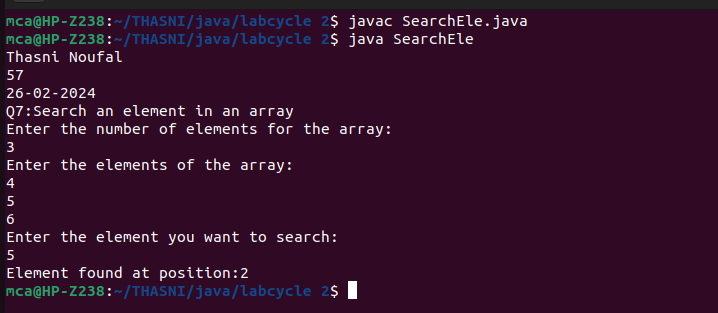 mca@HP-Z238:~/THASNI/java/labcycle 2$ javac SearchEle.java
mca@HP-Z238:~/THASNI/java/labcycle 2$ java SearchEle
Thasni Noufal
57
26-02-2024
Q7:Search an element in an array
Enter the number of elements for the array:
3
Enter the elements of the array:
4
5
6
Enter the element you want to search:
5
Element found at position:2
mca@HP-Z238:~/THASNI/java/labcycle 2$